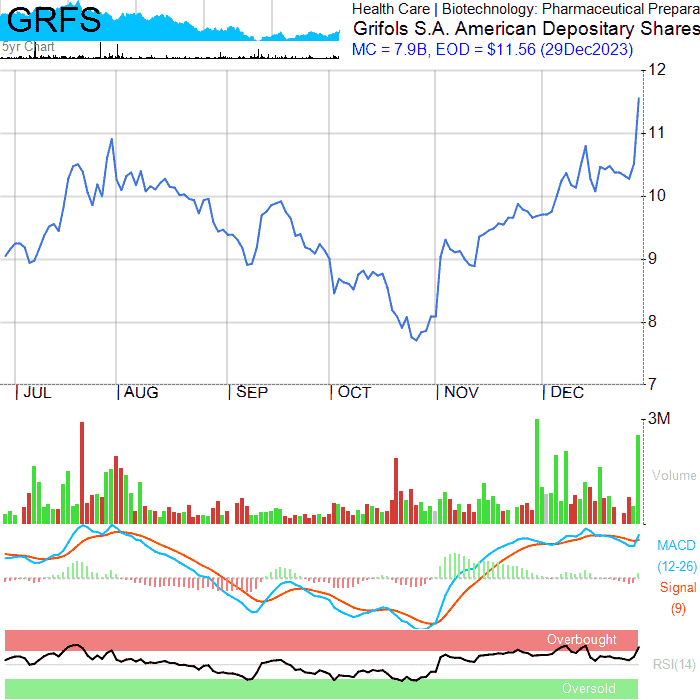 GRFS
5yr Chart
Health Care | Biotechnology: Pharmaceutical Prepara
Grifols S.A. American Depositary Shares
MC = 7.9B, EOD = $11.56 (29Dec2023)
12
11
10
9
8
7
JUL AUG SEP OCT NOV DEC
3M
Volume
MACD
(12-26)
Signal
(9)
Overbought
RSI(14)
Oversold